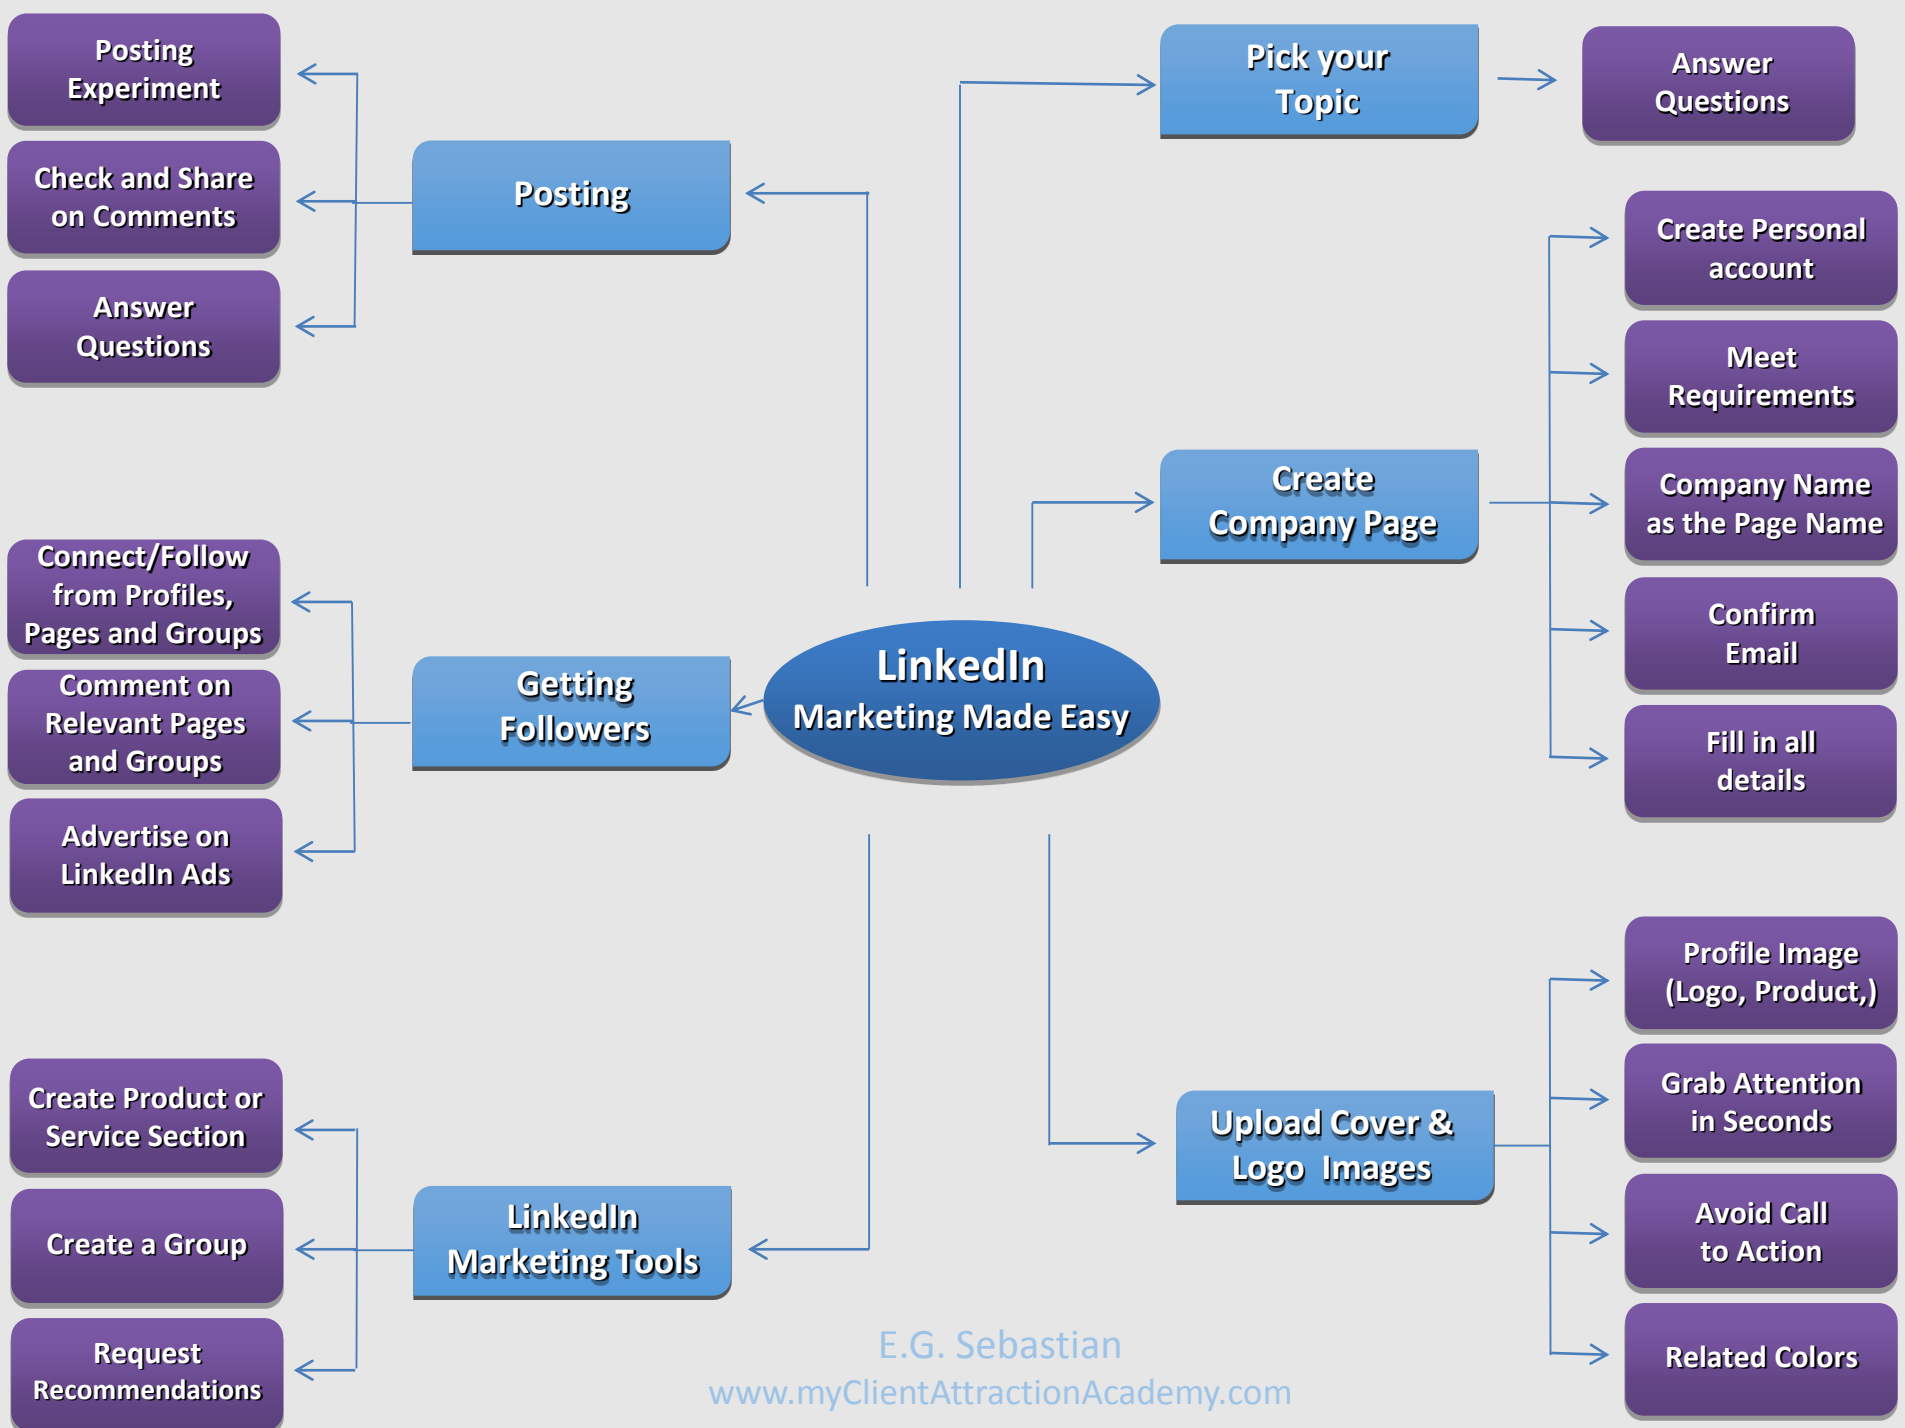 Posting
Experiment
Check and Share
on Comments
Answer
Questions
Posting
Pick your
Topic
Answer
Questions
Create Personal
account
Meet
Requirements
Company Name
as the Page Name
Confirm
Email
Fill in all
details
Create
Company Page
Connect/Follow
from Profiles,
Pages and Groups
Comment on
Relevant Pages
and Groups
Advertise on
LinkedIn Ads
Getting
Followers
LinkedIn
Marketing Made Easy
Profile Image
(Logo, Product,)
Grab Attention
in Seconds
Avoid Call
to Action
Related Colors
Upload Cover &
Logo  Images
Create Product or
Service Section
Create a Group
Request
Recommendations
LinkedIn
Marketing Tools
E.G. Sebastian
www.myClientAttractionAcademy.com